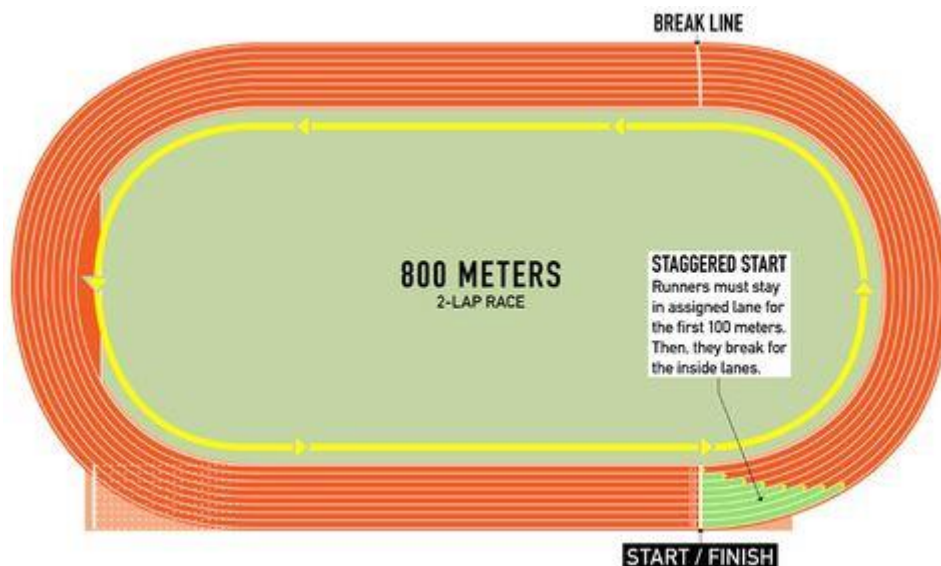 BREAK LINE
800 METERS
2-LAP RACE
STAGGERED START
Runners must stay
in assigned lane for
the first 100 meters.
Then, they break for
the inside lanes.
START / FINISH